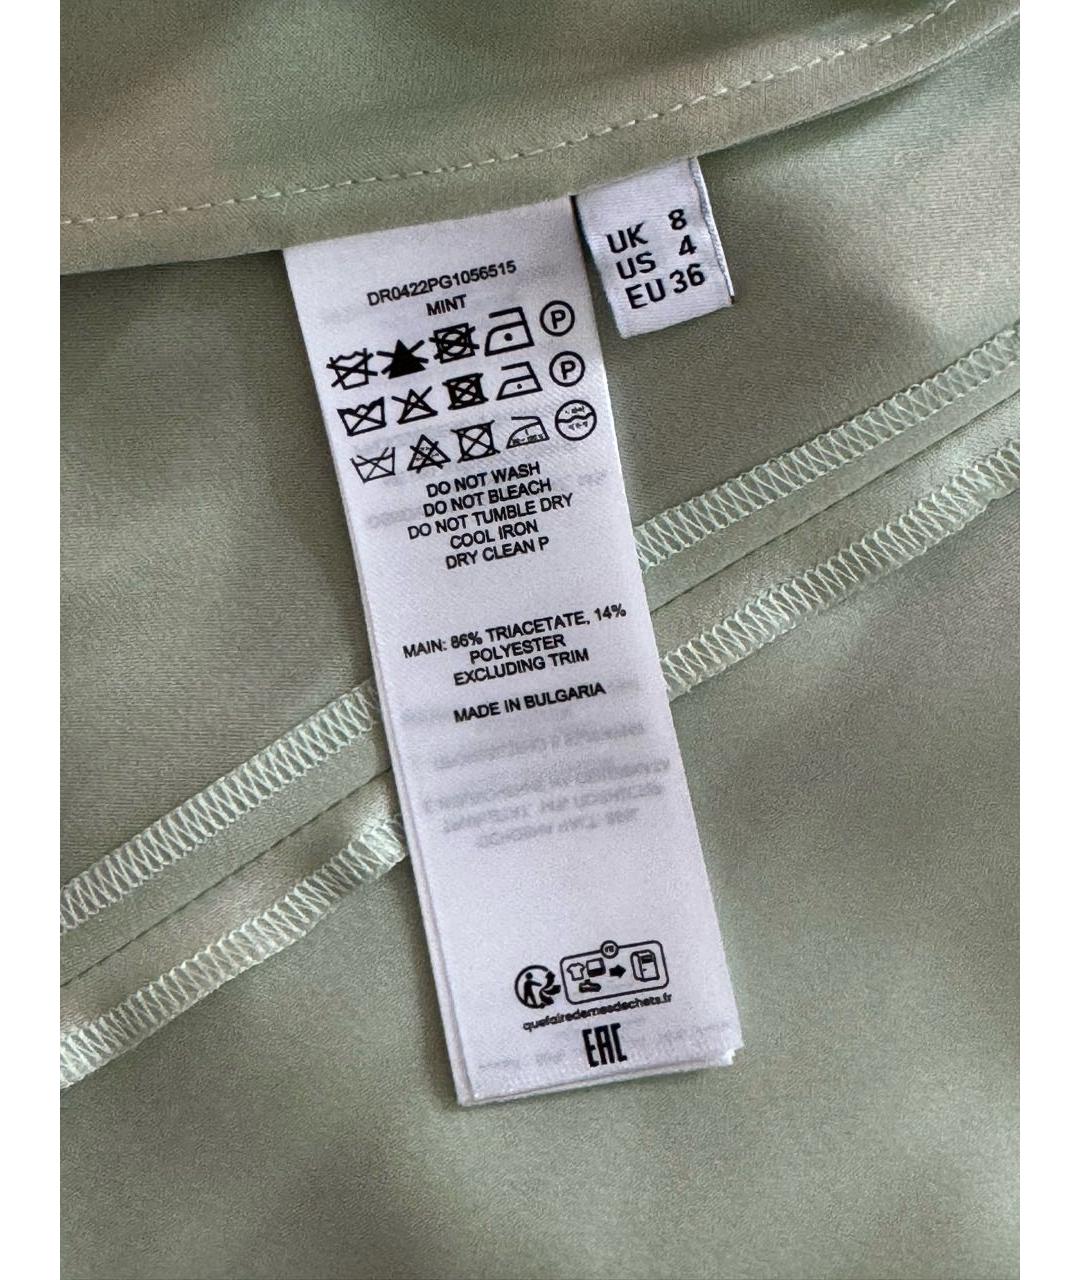 UK 8
US 4
EU 36
DR0422PG1056515
MINT
P
P
DO NOT WASH
DO NOT BLEACH
DO NOT TUMBLE DRY
COOL IRON
DRY CLEAN P
MAIN: 86% TRIACETATE, 14%
POLYESTER
EXCLUDING TRIM
MADE IN BULGARIA
quefairedemesdechets.fr
EAC